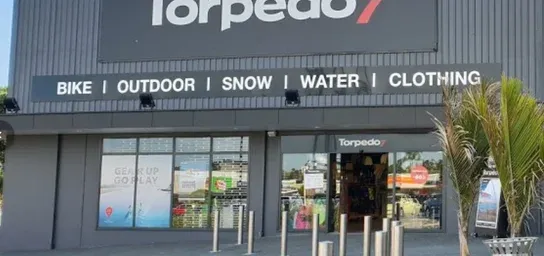 Torpedo7
BIKE | OUTDOOR | SNOW | WATER | CLOTHING
Torpedo7
GEAR UP
GO PLAY